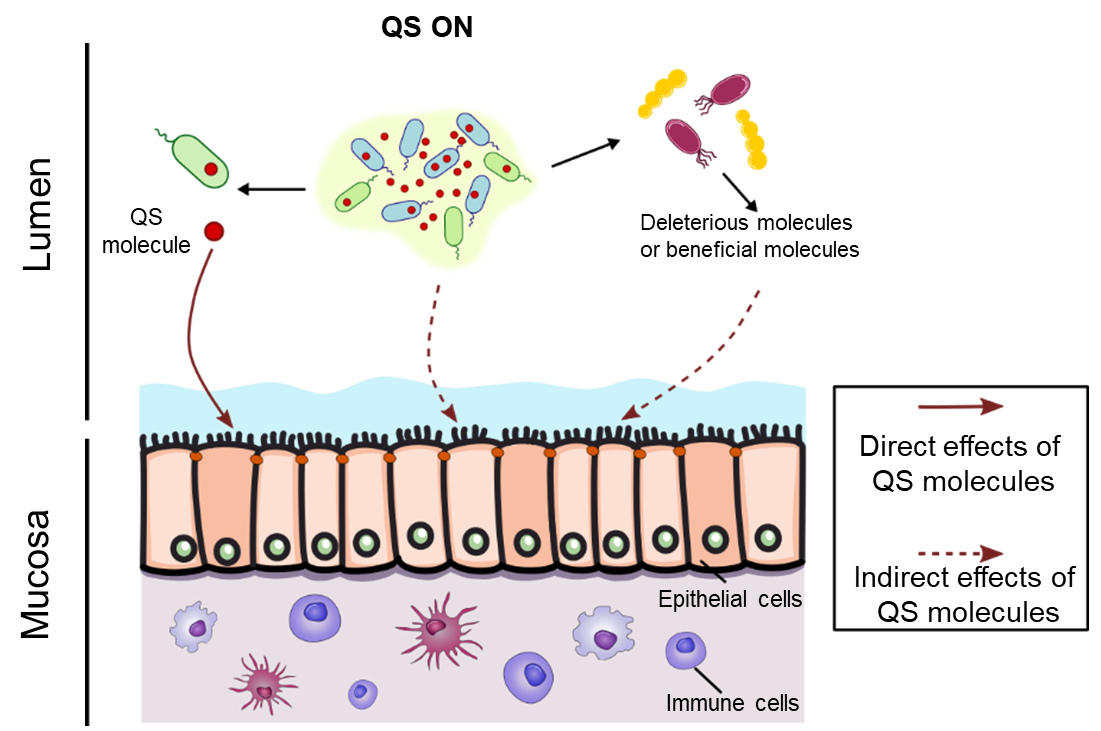 QS ON
Lumen
QS
molecule
Deleterious molecules
or beneficial molecules
Direct effects of
QS molecules
Indirect effects of
QS molecules
Mucosa
Epithelial cells
Immune cells